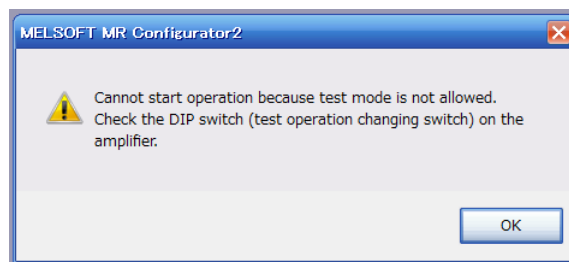 MELSOFT MR Configurator2
Cannot start operation because test mode is not allowed.
Check the DIP switch (test operation changing switch) on the
amplifier.
OK